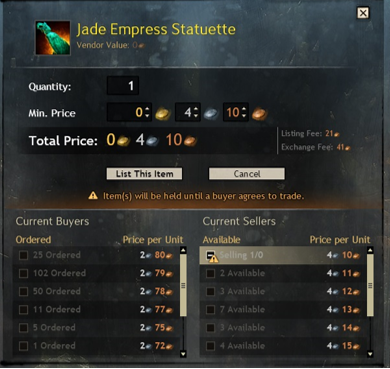 Jade Empress Statuette
Vendor Value: 0
Quantity: 1
Min. Price 0 4 10
Total Price: 0 4 10
Listing Fee: 21
Exchange Fee: 41
List This Item Cancel
Item(s) will be held until a buyer agrees to trade.
Current Buyers Current Sellers
Ordered Price per Unit Available Price per Unit
25 Ordered 2 80 Selling 1/0 4 10
102 Ordered 2 79 2 Available 4 11
50 Ordered 2 78 3 Available 4 12
11 Ordered 2 77 7 Available 4 13
5 Ordered 2 75 3 Available 4 14
1 Ordered 2 72 4 Available 4 15